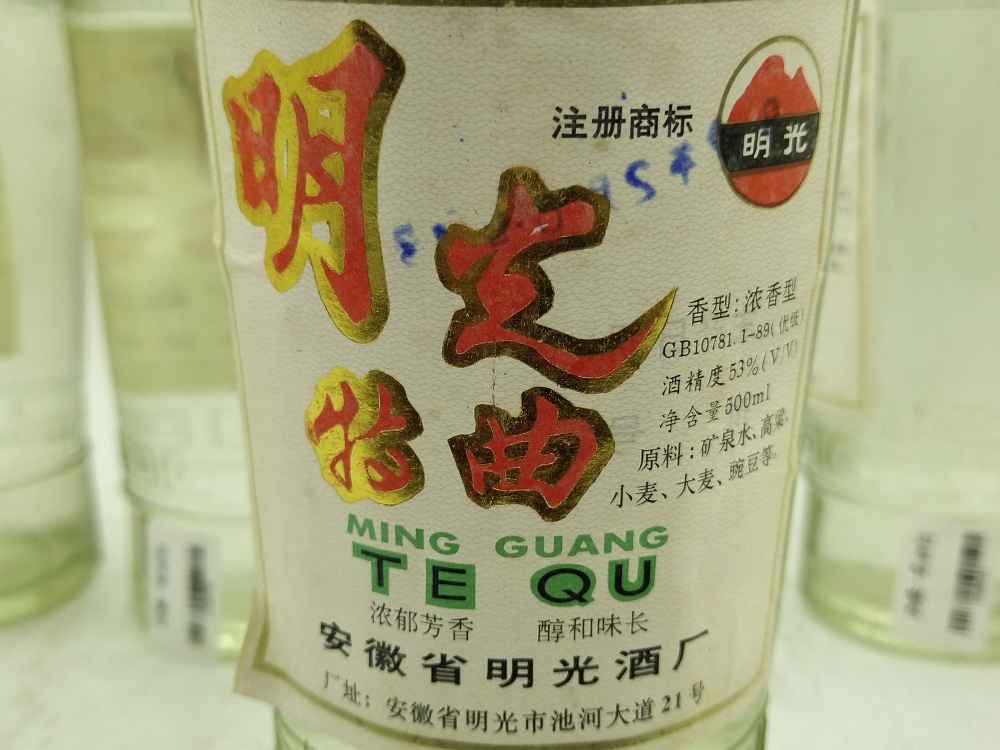 明光
特曲
注册商标
明光
香型：浓香型
GB10781.1-89(优级)
酒精度53%(V/V)
净含量500ml
原料：矿泉水、高粱、
小麦、大麦、豌豆等。
MING GUANG
TE QU
浓郁芳香 醇和味长
安徽省明光酒厂
厂址：安徽省明光市池河大道21号